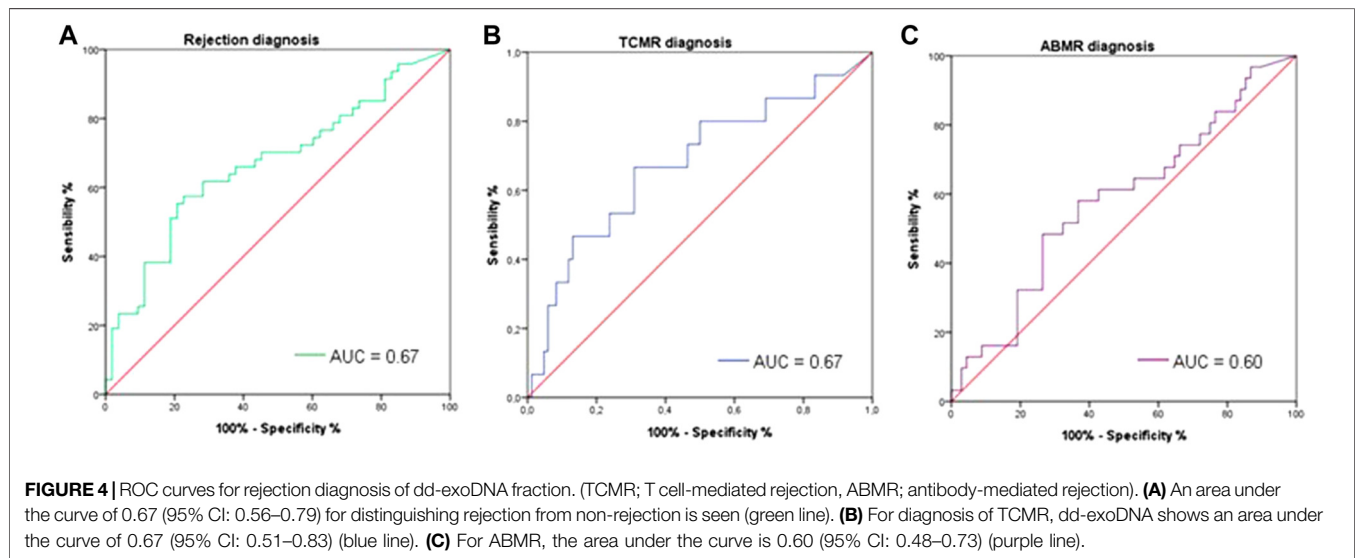 A
Rejection diagnosis
100
80
60
40
20
0
Sensibility %
0 20 40 60 80 100
100% - Specificity %
AUC = 0.67
B
TCMR diagnosis
1,0
0,8
0,6
0,4
0,2
0,0
Sensibility %
0,0 0,2 0,4 0,6 0,8 1,0
100% - Specificity %
AUC = 0.67
C
ABMR diagnosis
100
80
60
40
20
0
Sensibility %
0 20 40 60 80 100
100% - Specificity %
AUC = 0.60
FIGURE 4 | ROC curves for rejection diagnosis of dd-exoDNA fraction. (TCMR; T cell-mediated rejection, ABMR; antibody-mediated rejection). (A) An area under
the curve of 0.67 (95% CI: 0.56–0.79) for distinguishing rejection from non-rejection is seen (green line). (B) For diagnosis of TCMR, dd-exoDNA shows an area under
the curve of 0.67 (95% CI: 0.51–0.83) (blue line). (C) For ABMR, the area under the curve is 0.60 (95% CI: 0.48–0.73) (purple line).